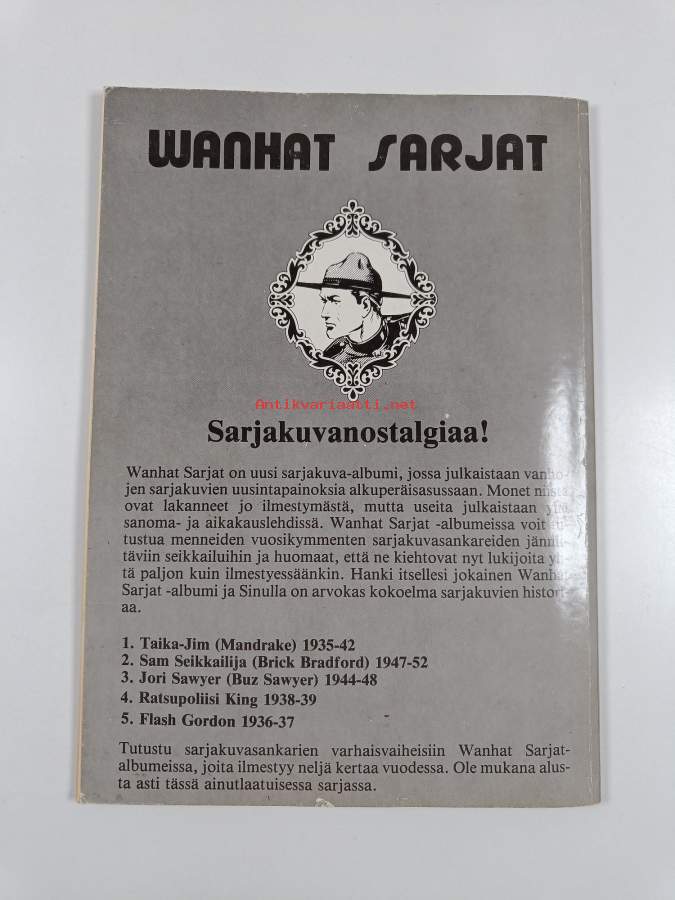 WANHAT SARJAT
Antikvariaatti.net
Sarjakuvanostalgiaa!
Wanhat Sarjat on uusi sarjakuva-albumi, jossa julkaistaan vanho-
jen sarjakuvien uusintapainoksia alkuperäisasussaan. Monet niistä
ovat lakanneet jo ilmestymästä, mutta useita julkaistaan yhä
sanoma- ja aikakauslehdissä. Wanhat Sarjat -albumeissa voit tu-
tustua menneiden vuosikymmenten sarjakuvasankareiden jännit-
täviin seikkailuihin ja huomaat, että ne kiehtovat nyt lukijoita yh-
tä paljon kuin ilmestyessäänkin. Hanki itsellesi jokainen Wanhat
Sarjat -albumi ja Sinulla on arvokas kokoelma sarjakuvien histori-
aa.
1. Taika-Jim (Mandrake) 1935-42
2. Sam Seikkailija (Brick Bradford) 1947-52
3. Jori Sawyer (Buz Sawyer) 1944-48
4. Ratsupoliisi King 1938-39
5. Flash Gordon 1936-37
Tutustu sarjakuvasankarien varhaisvaiheisiin Wanhat Sarjat-
albumeissa, joita ilmestyy neljä kertaa vuodessa. Ole mukana alus-
ta asti tässä ainutlaatuisessa sarjassa.